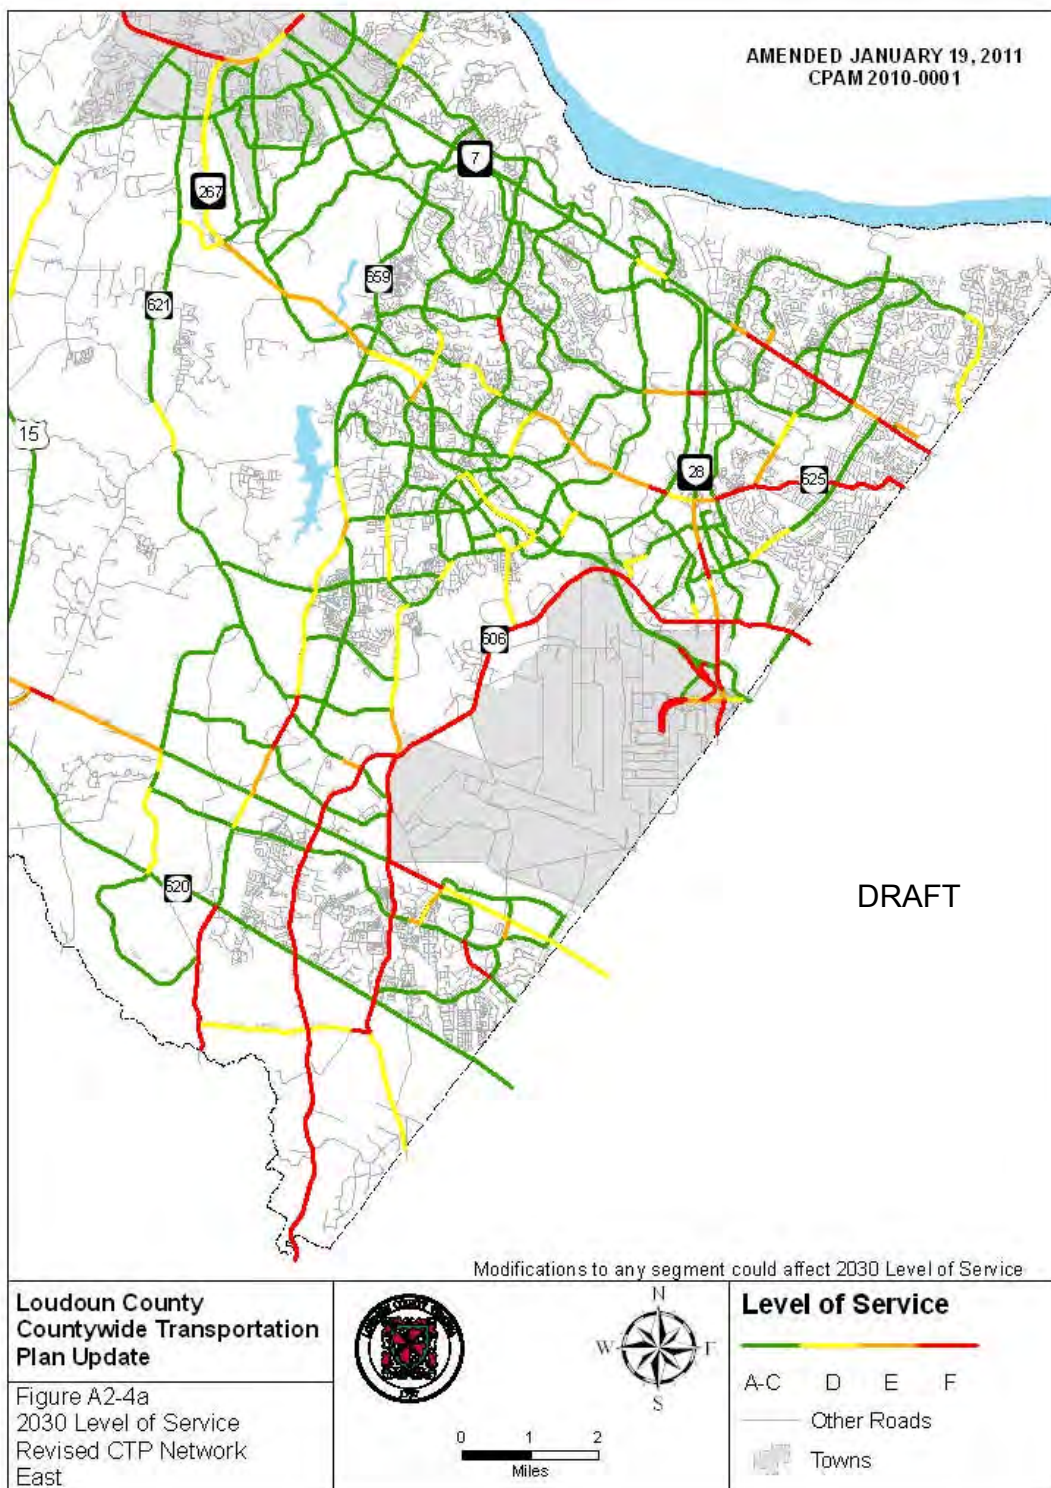 AMENDED JANUARY 19, 2011
CPAM 2010-0001
7
267
659
621
15
28
625
606
DRAFT
620
Modifications to any segment could affect 2030 Level of Service
Loudoun County
Countywide Transportation
Plan Update
Figure A2-4a
2030 Level of Service
Revised CTP Network
East
LOUDOUN COUNTY
N
W
E
S
0 1 2
Miles
Level of Service
A-C D E F
Other Roads
Towns